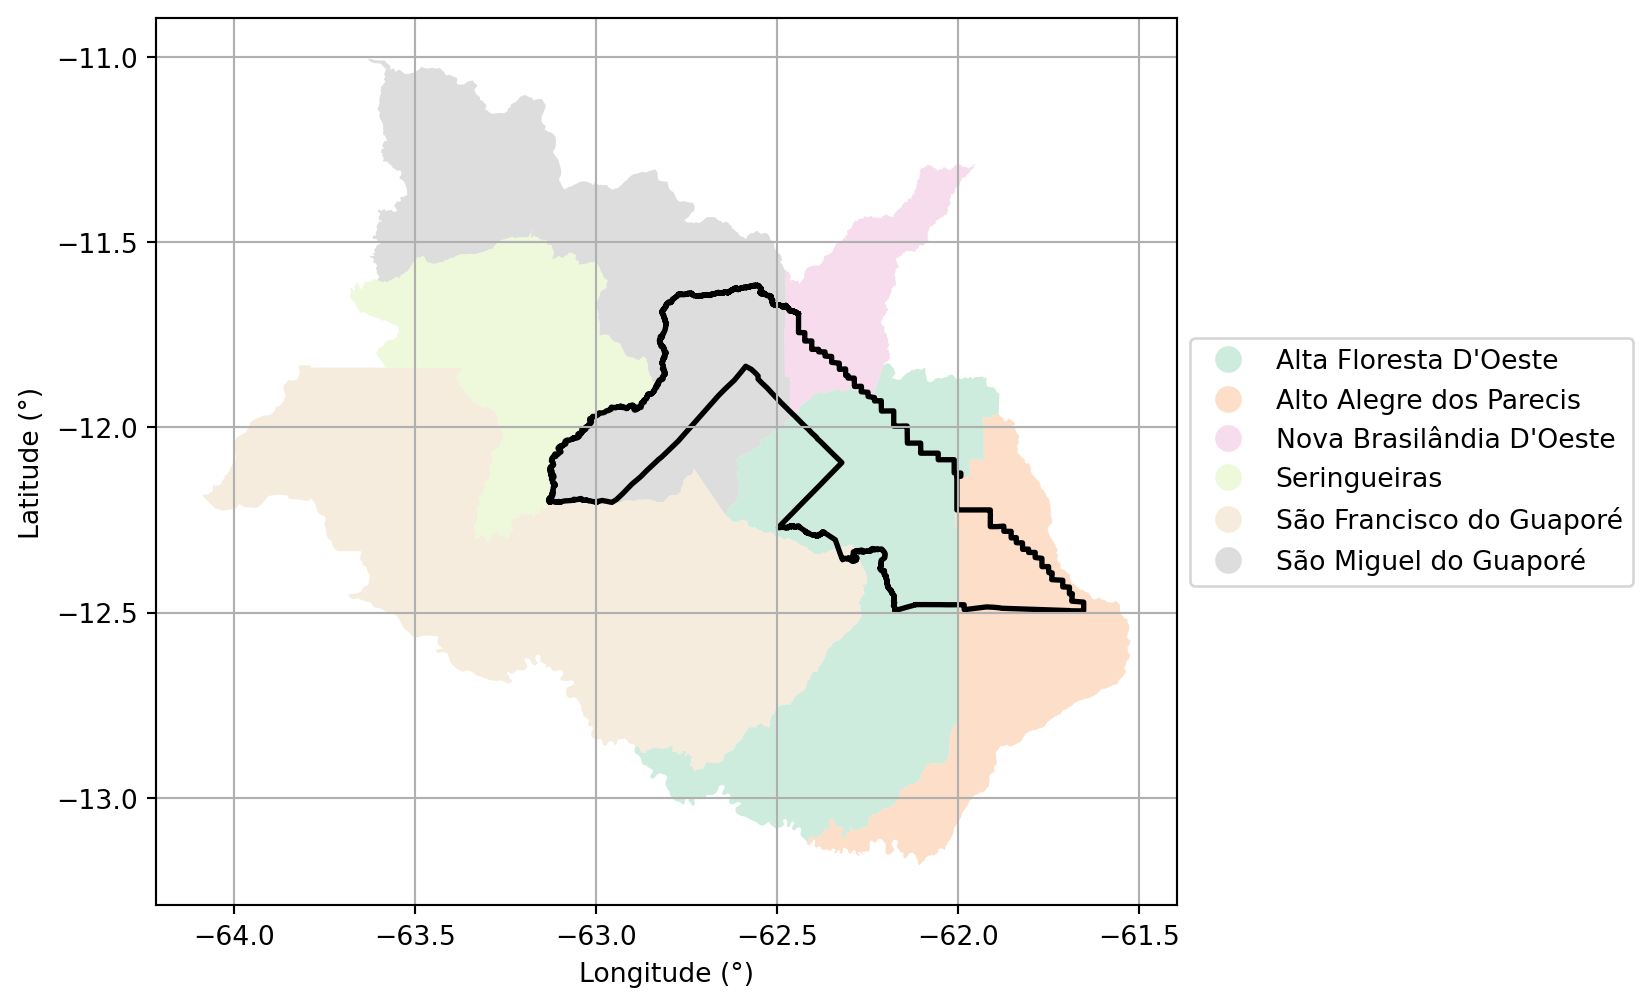 −11.0
−11.5
−12.0
−12.5
−13.0
Latitude (°)
−64.0
−63.5
−63.0
−62.5
−62.0
−61.5
Longitude (°)
Alta Floresta D'Oeste
Alto Alegre dos Parecis
Nova Brasilândia D'Oeste
Seringueiras
São Francisco do Guaporé
São Miguel do Guaporé